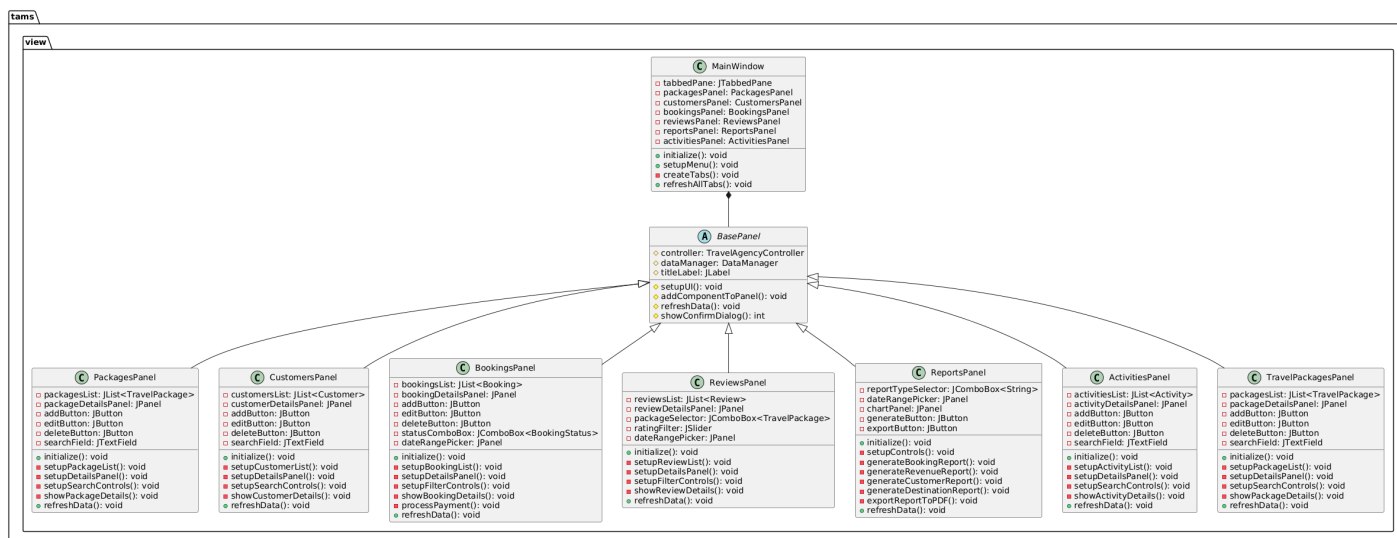 tams
view
C MainWindow
tabbedPane: JTabbedPane
packagesPanel: PackagesPanel
customersPanel: CustomersPanel
bookingsPanel: BookingsPanel
reviewsPanel: ReviewsPanel
reportsPanel: ReportsPanel
activitiesPanel: ActivitiesPanel
initialize(): void
setupMenu(): void
createTabs(): void
refreshAllTabs(): void
A BasePanel
controller: TravelAgencyController
dataManager: DataManager
titleLabel: JLabel
setupUI(): void
addComponentToPanel(): void
refreshData(): void
showConfirmDialog(): int
C PackagesPanel
packagesList: JList<TravelPackage>
packageDetailsPanel: JPanel
addButton: JButton
editButton: JButton
deleteButton: JButton
searchField: JTextField
initialize(): void
setupPackageList(): void
setupDetailsPanel(): void
setupSearchControls(): void
showPackageDetails(): void
refreshData(): void
C CustomersPanel
customersList: JList<Customer>
customerDetailsPanel: JPanel
addButton: JButton
editButton: JButton
deleteButton: JButton
searchField: JTextField
initialize(): void
setupCustomerList(): void
setupDetailsPanel(): void
setupSearchControls(): void
showCustomerDetails(): void
refreshData(): void
C BookingsPanel
bookingsList: JList<Booking>
bookingDetailsPanel: JPanel
addButton: JButton
editButton: JButton
deleteButton: JButton
statusComboBox: JComboBox<BookingStatus>
dateRangePicker: JPanel
initialize(): void
setupBookingList(): void
setupDetailsPanel(): void
setupFilterControls(): void
showBookingDetails(): void
processPayment(): void
refreshData(): void
C ReviewsPanel
reviewsList: JList<Review>
reviewDetailsPanel: JPanel
packageSelector: JComboBox<TravelPackage>
ratingFilter: JSlider
dateRangePicker: JPanel
initialize(): void
setupReviewList(): void
setupDetailsPanel(): void
setupFilterControls(): void
showReviewDetails(): void
refreshData(): void
C ReportsPanel
reportTypeSelector: JComboBox<String>
dateRangePicker: JPanel
chartPanel: JPanel
generateButton: JButton
exportButton: JButton
initialize(): void
setupControls(): void
generateBookingReport(): void
generateRevenueReport(): void
generateCustomerReport(): void
generateDestinationReport(): void
exportReportToPDF(): void
refreshData(): void
C ActivitiesPanel
activitiesList: JList<Activity>
activityDetailsPanel: JPanel
addButton: JButton
editButton: JButton
deleteButton: JButton
searchField: JTextField
initialize(): void
setupActivityList(): void
setupDetailsPanel(): void
setupSearchControls(): void
showActivityDetails(): void
refreshData(): void
C TravelPackagesPanel
packagesList: JList<TravelPackage>
packageDetailsPanel: JPanel
addButton: JButton
editButton: JButton
deleteButton: JButton
searchField: JTextField
initialize(): void
setupPackageList(): void
setupDetailsPanel(): void
setupSearchControls(): void
showPackageDetails(): void
refreshData(): void